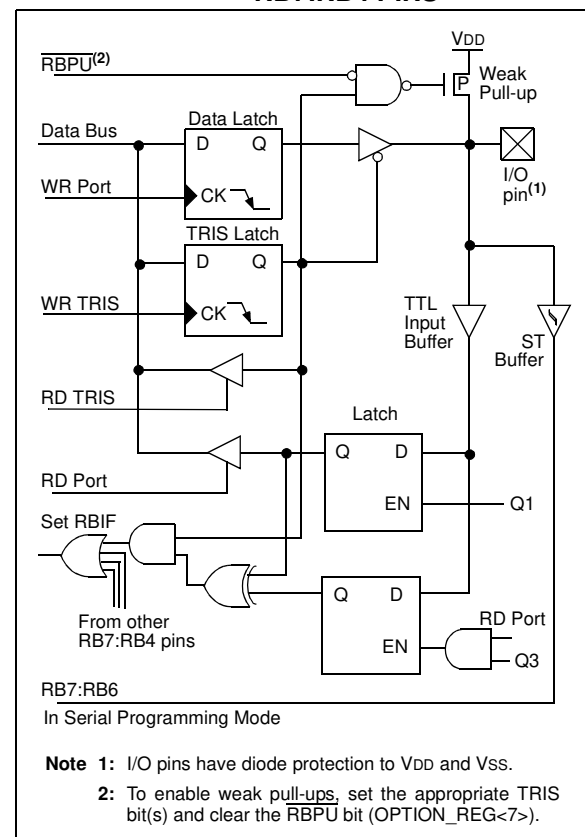 RBPU(2)
VDD
P
Weak
Pull-up
Data Bus
Data Latch
D Q
WR Port
CK
I/O
pin(1)
TRIS Latch
D Q
WR TRIS
CK
TTL
Input
Buffer
ST
Buffer
RD TRIS
Latch
Q D
RD Port
EN
Q1
Set RBIF
Q D
From other
RB7:RB4 pins
RD Port
EN
Q3
RB7:RB6
In Serial Programming Mode
Note 1: I/O pins have diode protection to VDD and VSS.
2: To enable weak pull-ups, set the appropriate TRIS
bit(s) and clear the RBPU bit (OPTION_REG<7>).